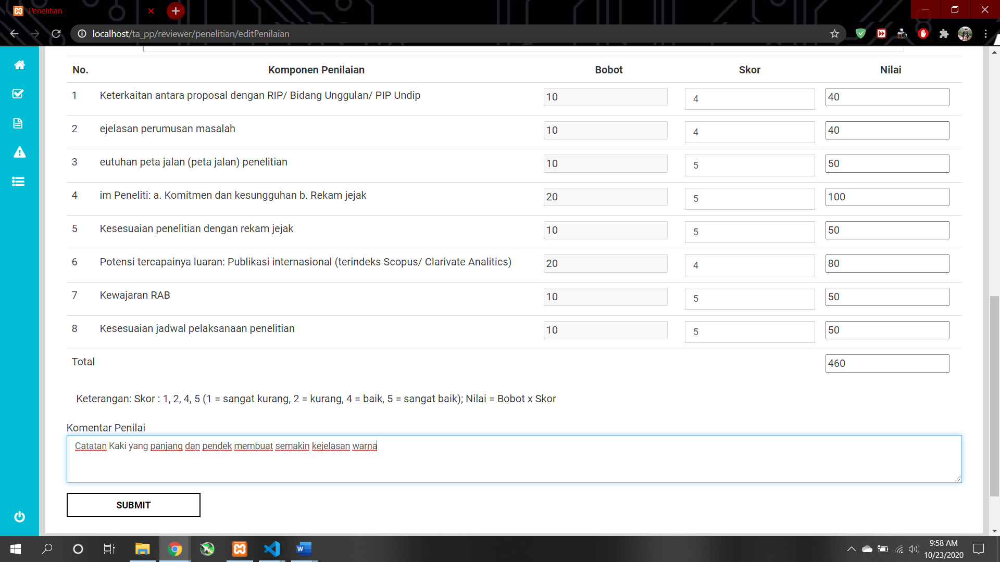 Penelitian
localhost/ta_pp/reviewer/penelitian/editPenilaian
No. Komponen Penilaian Bobot Skor Nilai
1 Keterkaitan antara proposal dengan RIP/ Bidang Unggulan/ PIP Undip 10 4 40
2 ejelasan perumusan masalah 10 4 40
3 eutuhan peta jalan (peta jalan) penelitian 10 5 50
4 im Peneliti: a. Komitmen dan kesungguhan b. Rekam jejak 20 5 100
5 Kesesuaian penelitian dengan rekam jejak 10 5 50
6 Potensi tercapainya luaran: Publikasi internasional (terindeks Scopus/ Clarivate Analitics) 20 4 80
7 Kewajaran RAB 10 5 50
8 Kesesuaian jadwal pelaksanaan penelitian 10 5 50
Total 460
Keterangan: Skor : 1, 2, 4, 5 (1 = sangat kurang, 2 = kurang, 4 = baik, 5 = sangat baik); Nilai = Bobot x Skor
Komentar Penilai
Catatan Kaki yang panjang dan pendek membuat semakin kejelasan warna
SUBMIT
9:58 AM
10/23/2020